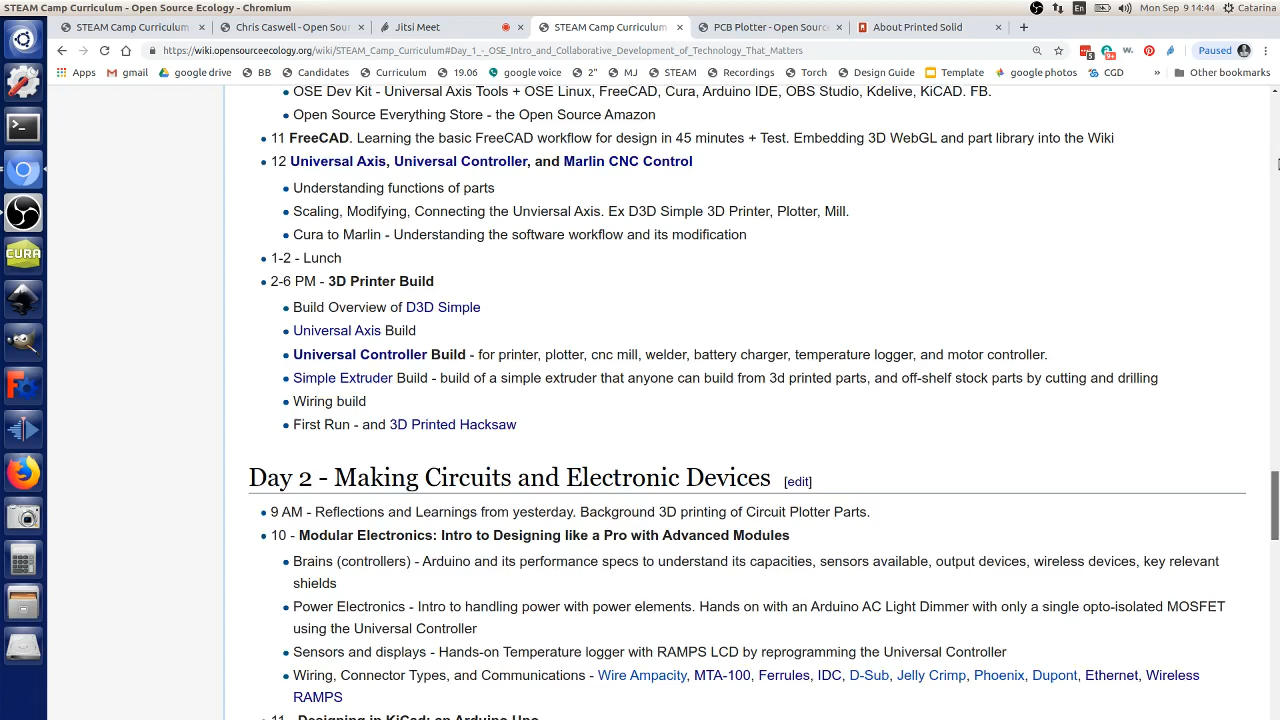 STEAM Camp Curriculum - Open Source Ecology - Chromium
En
Mon Sep 9 14:44
Catarina
STEAM Camp Curriculum
Chris Caswell - Open Sour
Jitsi Meet
STEAM Camp Curriculum
PCB Plotter - Open Source
About Printed Solid
https://wiki.opensourceecology.org/wiki/STEAM_Camp_Curriculum#Day_1_-_OSE_Intro_and_Collaborative_Development_of_Technology_That_Matters
Paused
Apps
gmail
google drive
BB
Candidates
Curriculum
19.06
google voice
2"
MJ
STEAM
Recordings
Torch
Design Guide
Template
google photos
CGD
»
Other bookmarks
OSE Dev Kit - Universal Axis Tools + OSE Linux, FreeCAD, Cura, Arduino IDE, OBS Studio, Kdelive, KiCAD. FB.
Open Source Everything Store - the Open Source Amazon
11 FreeCAD. Learning the basic FreeCAD workflow for design in 45 minutes + Test. Embedding 3D WebGL and part library into the Wiki
12 Universal Axis, Universal Controller, and Marlin CNC Control
Understanding functions of parts
Scaling, Modifying, Connecting the Unviersal Axis. Ex D3D Simple 3D Printer, Plotter, Mill.
Cura to Marlin - Understanding the software workflow and its modification
1-2 - Lunch
2-6 PM - 3D Printer Build
Build Overview of D3D Simple
Universal Axis Build
Universal Controller Build - for printer, plotter, cnc mill, welder, battery charger, temperature logger, and motor controller.
Simple Extruder Build - build of a simple extruder that anyone can build from 3d printed parts, and off-shelf stock parts by cutting and drilling
Wiring build
First Run - and 3D Printed Hacksaw
Day 2 - Making Circuits and Electronic Devices [edit]
9 AM - Reflections and Learnings from yesterday. Background 3D printing of Circuit Plotter Parts.
10 - Modular Electronics: Intro to Designing like a Pro with Advanced Modules
Brains (controllers) - Arduino and its performance specs to understand its capacities, sensors available, output devices, wireless devices, key relevant
shields
Power Electronics - Intro to handling power with power elements. Hands on with an Arduino AC Light Dimmer with only a single opto-isolated MOSFET
using the Universal Controller
Sensors and displays - Hands-on Temperature logger with RAMPS LCD by reprogramming the Universal Controller
Wiring, Connector Types, and Communications - Wire Ampacity, MTA-100, Ferrules, IDC, D-Sub, Jelly Crimp, Phoenix, Dupont, Ethernet, Wireless
RAMPS
11 - Designing in KiCad: an Arduino Uno
CURA